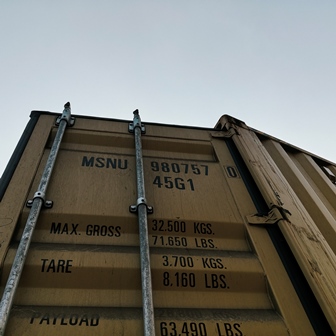 MSNU 980757 0
45G1
MAX. GROSS 32.500 KGS.
71.650 LBS.
TARE 3.700 KGS.
8.160 LBS.
PAYLOAD
63.490 LBS.